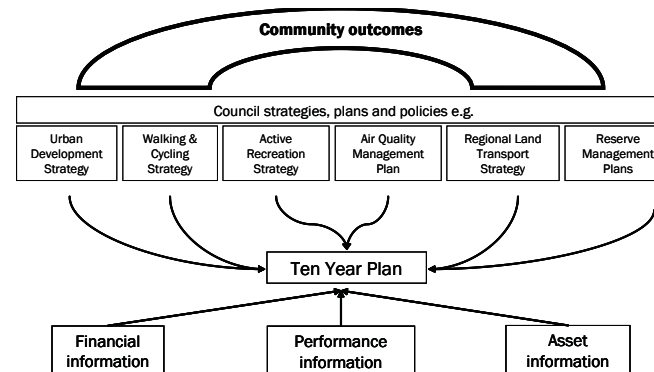 Community outcomes
Council strategies, plans and policies e.g.
Urban
Development
Strategy
Walking &
Cycling
Strategy
Active
Recreation
Strategy
Air Quality
Management
Plan
Regional Land
Transport
Strategy
Reserve
Management
Plans
Ten Year Plan
Financial
information
Performance
information
Asset
information